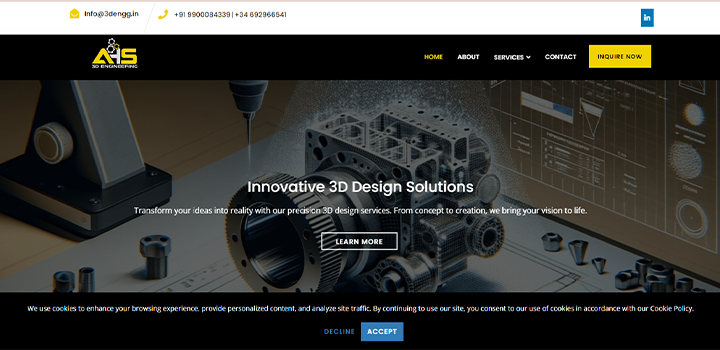 Info@3dengg.in
+91 9900084339 | +34 692966541
AHS
3D ENGINEERING
HOME ABOUT SERVICES CONTACT INQUIRE NOW
Innovative 3D Design Solutions
Transform your ideas into reality with our precision 3D design services. From concept to creation, we bring your vision to life.
LEARN MORE
We use cookies to enhance your browsing experience, provide personalized content, and analyze site traffic. By continuing to use our site, you consent to our use of cookies in accordance with our Cookie Policy.
DECLINE ACCEPT